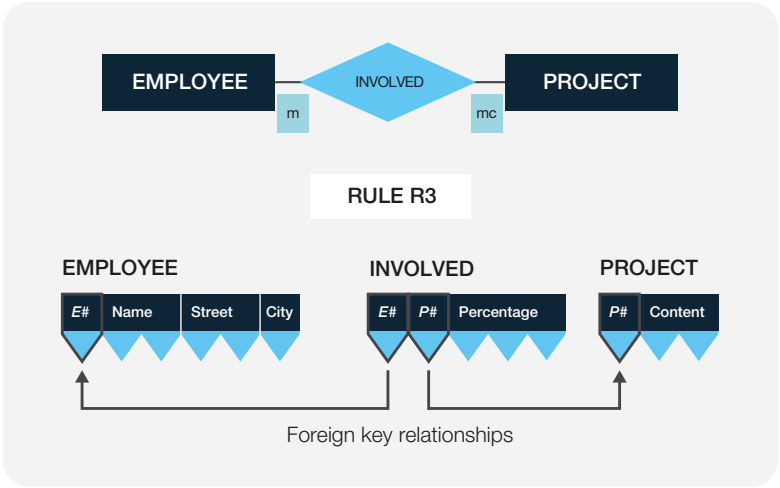 EMPLOYEE INVOLVED PROJECT
m mc
RULE R3
EMPLOYEE INVOLVED PROJECT
E# Name Street City E# P# Percentage P# Content
Foreign key relationships